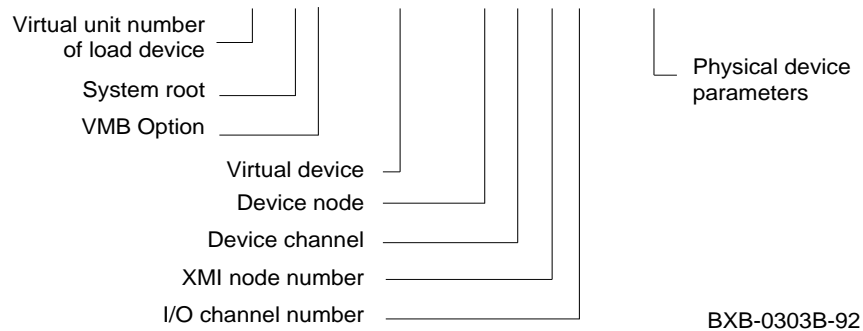 Virtual unit number
of load device
System root
VMB Option
Physical device
parameters
Virtual device
Device node
Device channel
XMI node number
I/O channel number
BXB-0303B-92